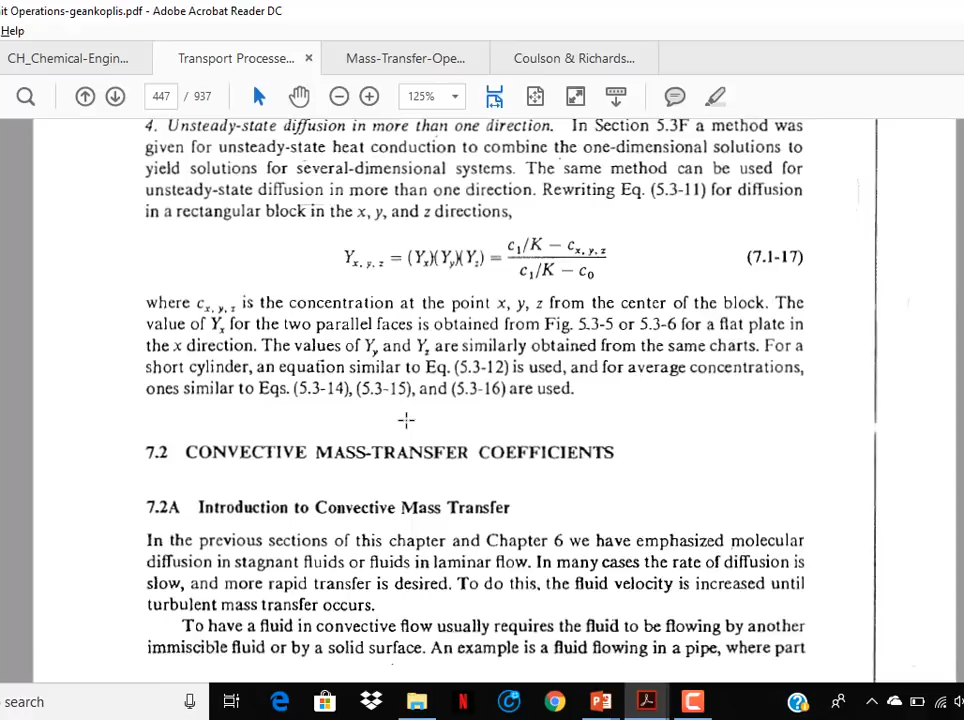 it Operations-geankoplis.pdf - Adobe Acrobat Reader DC
Help
CH_Chemical-Engin...
Transport Processe... ×
Mass-Transfer-Ope...
Coulson & Richards...
447 / 937
125%
4. Unsteady-state diffusion in more than one direction. In Section 5.3F a method was
given for unsteady-state heat conduction to combine the one-dimensional solutions to
yield solutions for several-dimensional systems. The same method can be used for
unsteady-state diffusion in more than one direction. Rewriting Eq. (5.3-11) for diffusion
in a rectangular block in the x, y, and z directions,
Y_{x, y, z} = (Y_x)(Y_y)(Y_z) = (c_1/K − c_{x, y, z}) / (c_1/K − c_0) (7.1-17)
where c_{x, y, z} is the concentration at the point x, y, z from the center of the block. The
value of Y_x for the two parallel faces is obtained from Fig. 5.3-5 or 5.3-6 for a flat plate in
the x direction. The values of Y_y and Y_z are similarly obtained from the same charts. For a
short cylinder, an equation similar to Eq. (5.3-12) is used, and for average concentrations,
ones similar to Eqs. (5.3-14), (5.3-15), and (5.3-16) are used.
7.2 CONVECTIVE MASS-TRANSFER COEFFICIENTS
7.2A Introduction to Convective Mass Transfer
In the previous sections of this chapter and Chapter 6 we have emphasized molecular
diffusion in stagnant fluids or fluids in laminar flow. In many cases the rate of diffusion is
slow, and more rapid transfer is desired. To do this, the fluid velocity is increased until
turbulent mass transfer occurs.
To have a fluid in convective flow usually requires the fluid to be flowing by another
immiscible fluid or by a solid surface. An example is a fluid flowing in a pipe, where part
search